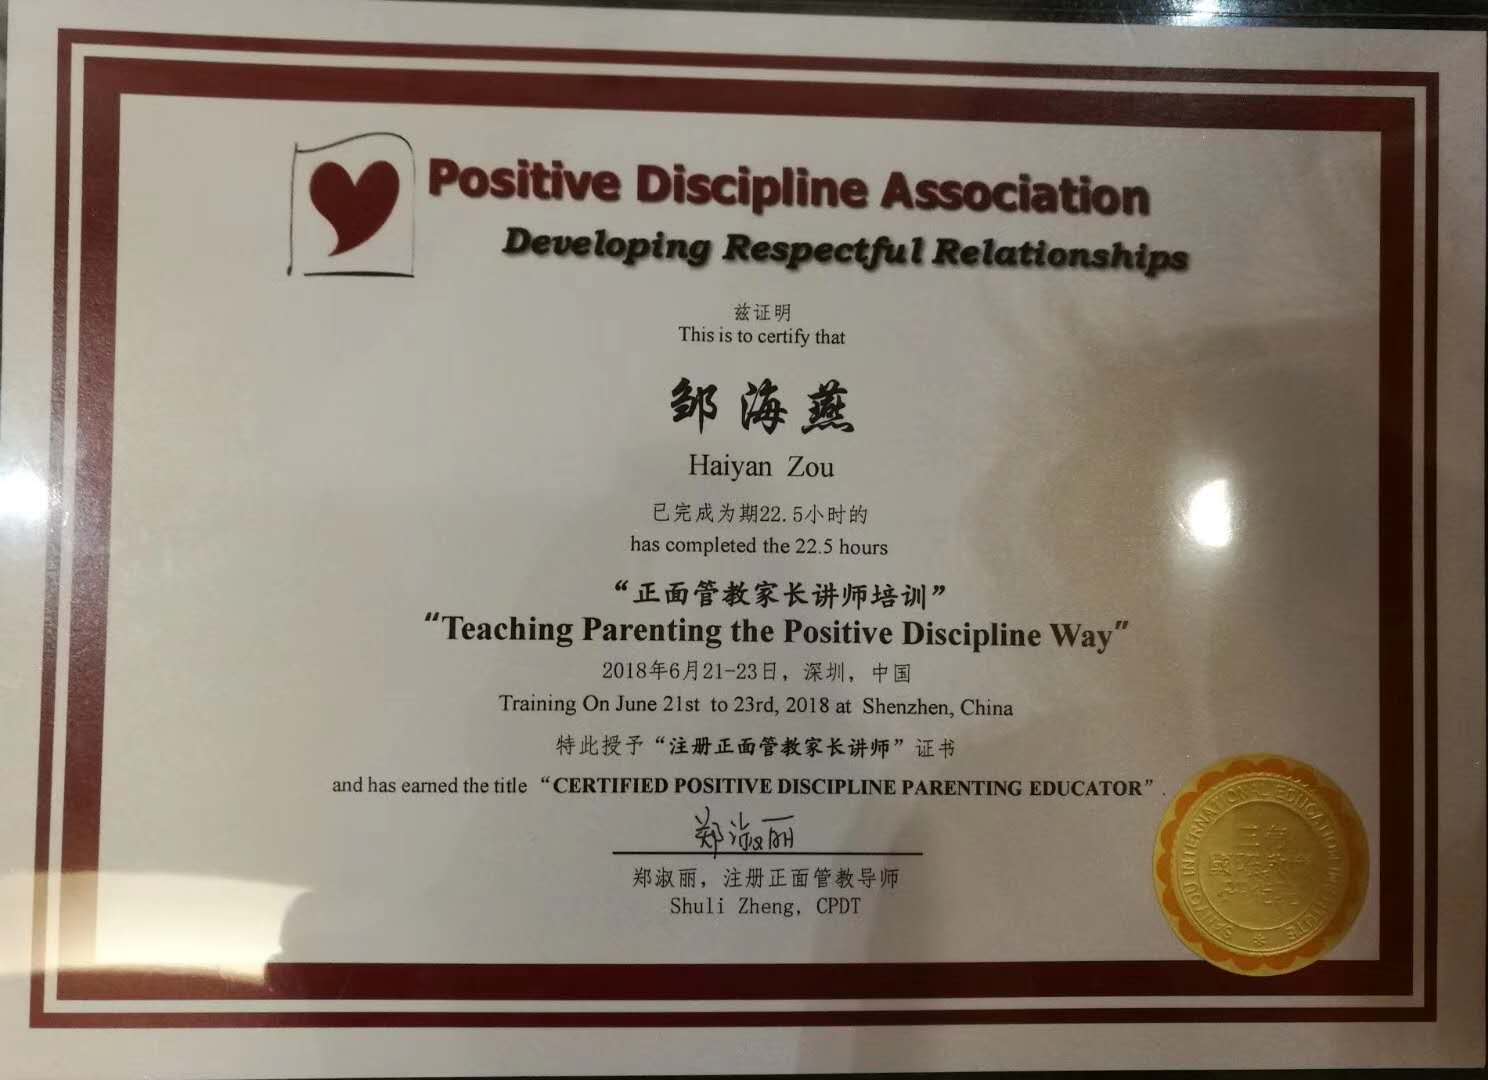 Positive Discipline Association
Developing Respectful Relationships
兹证明
This is to certify that
邹海燕
Haiyan Zou
已完成为期22.5小时的
has completed the 22.5 hours
“正面管教家长讲师培训”
“Teaching Parenting the Positive Discipline Way”
2018年6月21-23日，深圳，中国
Training On June 21st to 23rd, 2018 at Shenzhen, China
特此授予“注册正面管教家长讲师”证书
and has earned the title “CERTIFIED POSITIVE DISCIPLINE PARENTING EDUCATOR”.
郑淑丽
郑淑丽，注册正面管教导师
Shuli Zheng, CPDT
INTERNATIONAL EDUCATION INSTITUTE